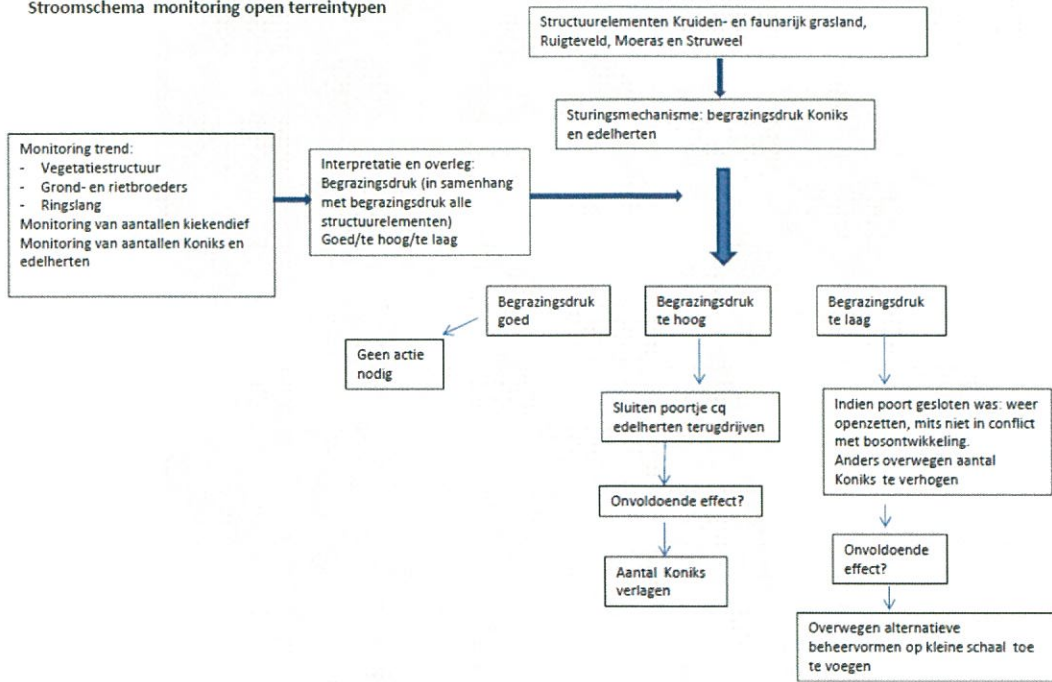 Stroomschema monitoring open terreintypen
Structuurelementen Kruiden- en faunarijk grasland,
Ruigteveld, Moeras en Struweel
Sturingsmechanisme: begrazingsdruk Koniks
en edelherten
Monitoring trend:
- Vegetatiestructuur
- Grond- en rietbroeders
- Ringslang
Monitoring van aantallen kiekendief
Monitoring van aantallen Koniks en
edelherten
Interpretatie en overleg:
Begrazingsdruk (in samenhang
met begrazingsdruk alle
structuurelementen)
Goed/te hoog/te laag
Begrazingsdruk
goed
Geen actie
nodig
Begrazingsdruk
te hoog
Sluiten poortje cq
edelherten terugdrijven
Onvoldoende effect?
Aantal Koniks
verlagen
Begrazingsdruk
te laag
Indien poort gesloten was: weer
openzetten, mits niet in conflict
met bosontwikkeling.
Anders overwegen aantal
Koniks te verhogen
Onvoldoende
effect?
Overwegen alternatieve
beheervormen op kleine schaal toe
te voegen